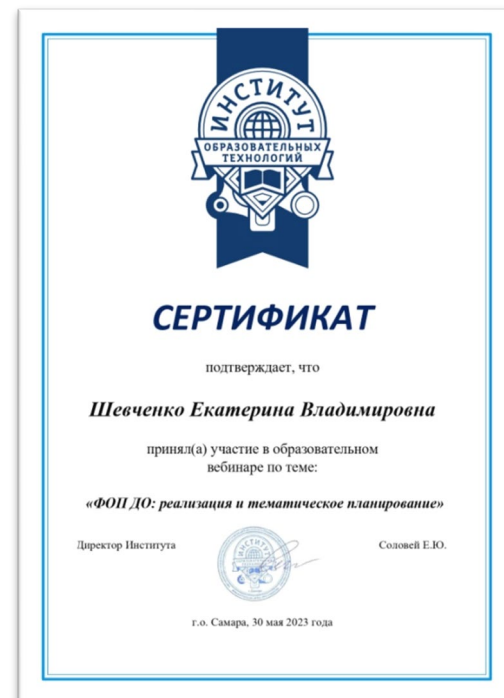 ИНСТИТУТ
ОБРАЗОВАТЕЛЬНЫХ
ТЕХНОЛОГИЙ
СЕРТИФИКАТ
подтверждает, что
Шевченко Екатерина Владимировна
принял(а) участие в образовательном
вебинаре по теме:
«ФОП ДО: реализация и тематическое планирование»
Директор Института
ИНСТИТУТ
Соловей Е.Ю.
г.о. Самара, 30 мая 2023 года